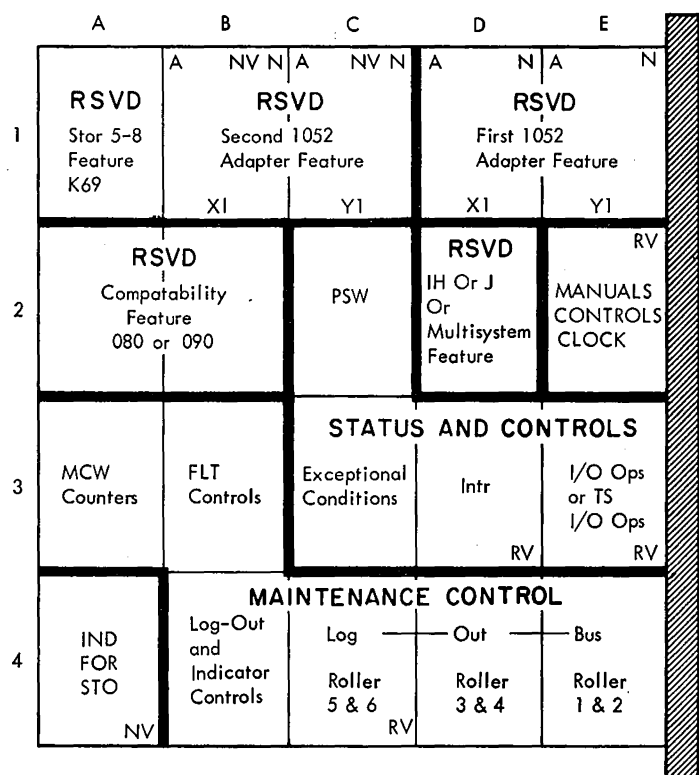 A B C D E
1
RSVD
Stor 5-8
Feature
K69
A NV N A NV N
RSVD
Second 1052
Adapter Feature
X1 Y1
A N A N
RSVD
First 1052
Adapter Feature
X1 Y1
2
RSVD
Compatability
Feature
080 or 090
PSW
RSVD
IH Or J
Or
Multisystem
Feature
RV
MANUALS
CONTROLS
CLOCK
3
MCW
Counters
FLT
Controls
STATUS AND CONTROLS
Exceptional
Conditions
Intr
RV
I/O Ops
or TS
I/O Ops
RV
4
IND
FOR
STO
NV
MAINTENANCE CONTROL
Log-Out
and
Indicator
Controls
Log Out Bus
Roller
5 & 6
RV
Roller
3 & 4
Roller
1 & 2